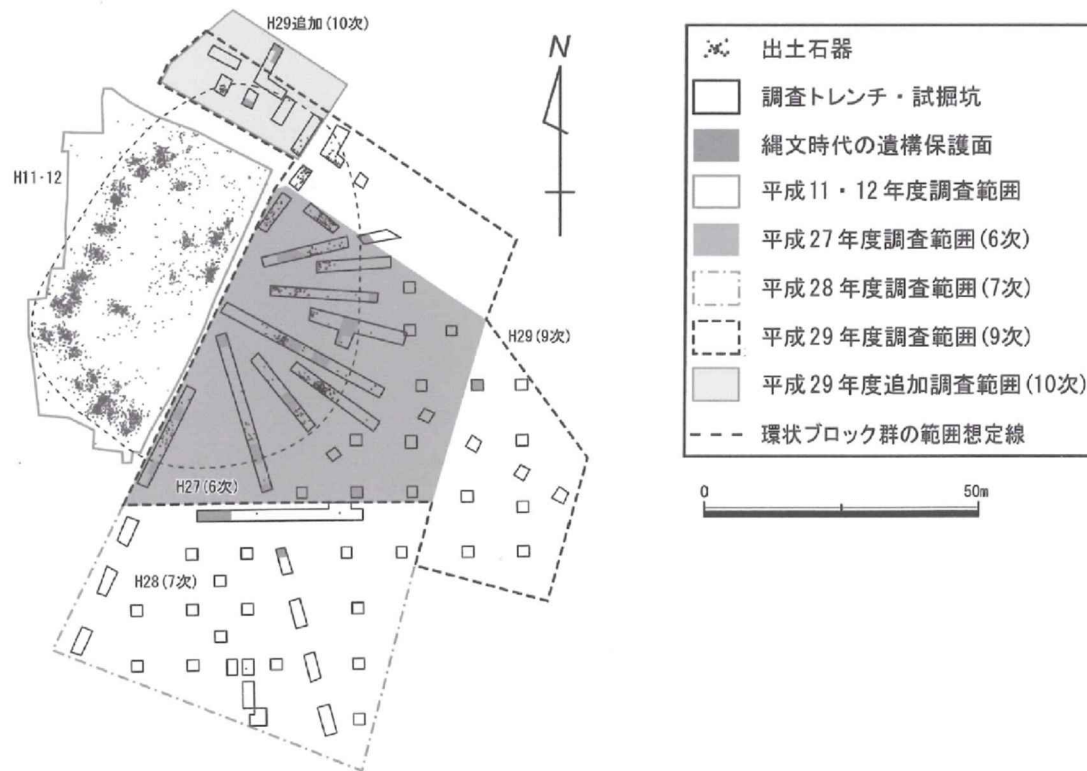 H29追加(10次)
N
H11・12
H29(9次)
H27(6次)
H28(7次)
出土石器
調査トレンチ・試掘坑
縄文時代の遺構保護面
平成11・12年度調査範囲
平成27年度調査範囲(6次)
平成28年度調査範囲(7次)
平成29年度調査範囲(9次)
平成29年度追加調査範囲(10次)
環状ブロック群の範囲想定線
0
50m